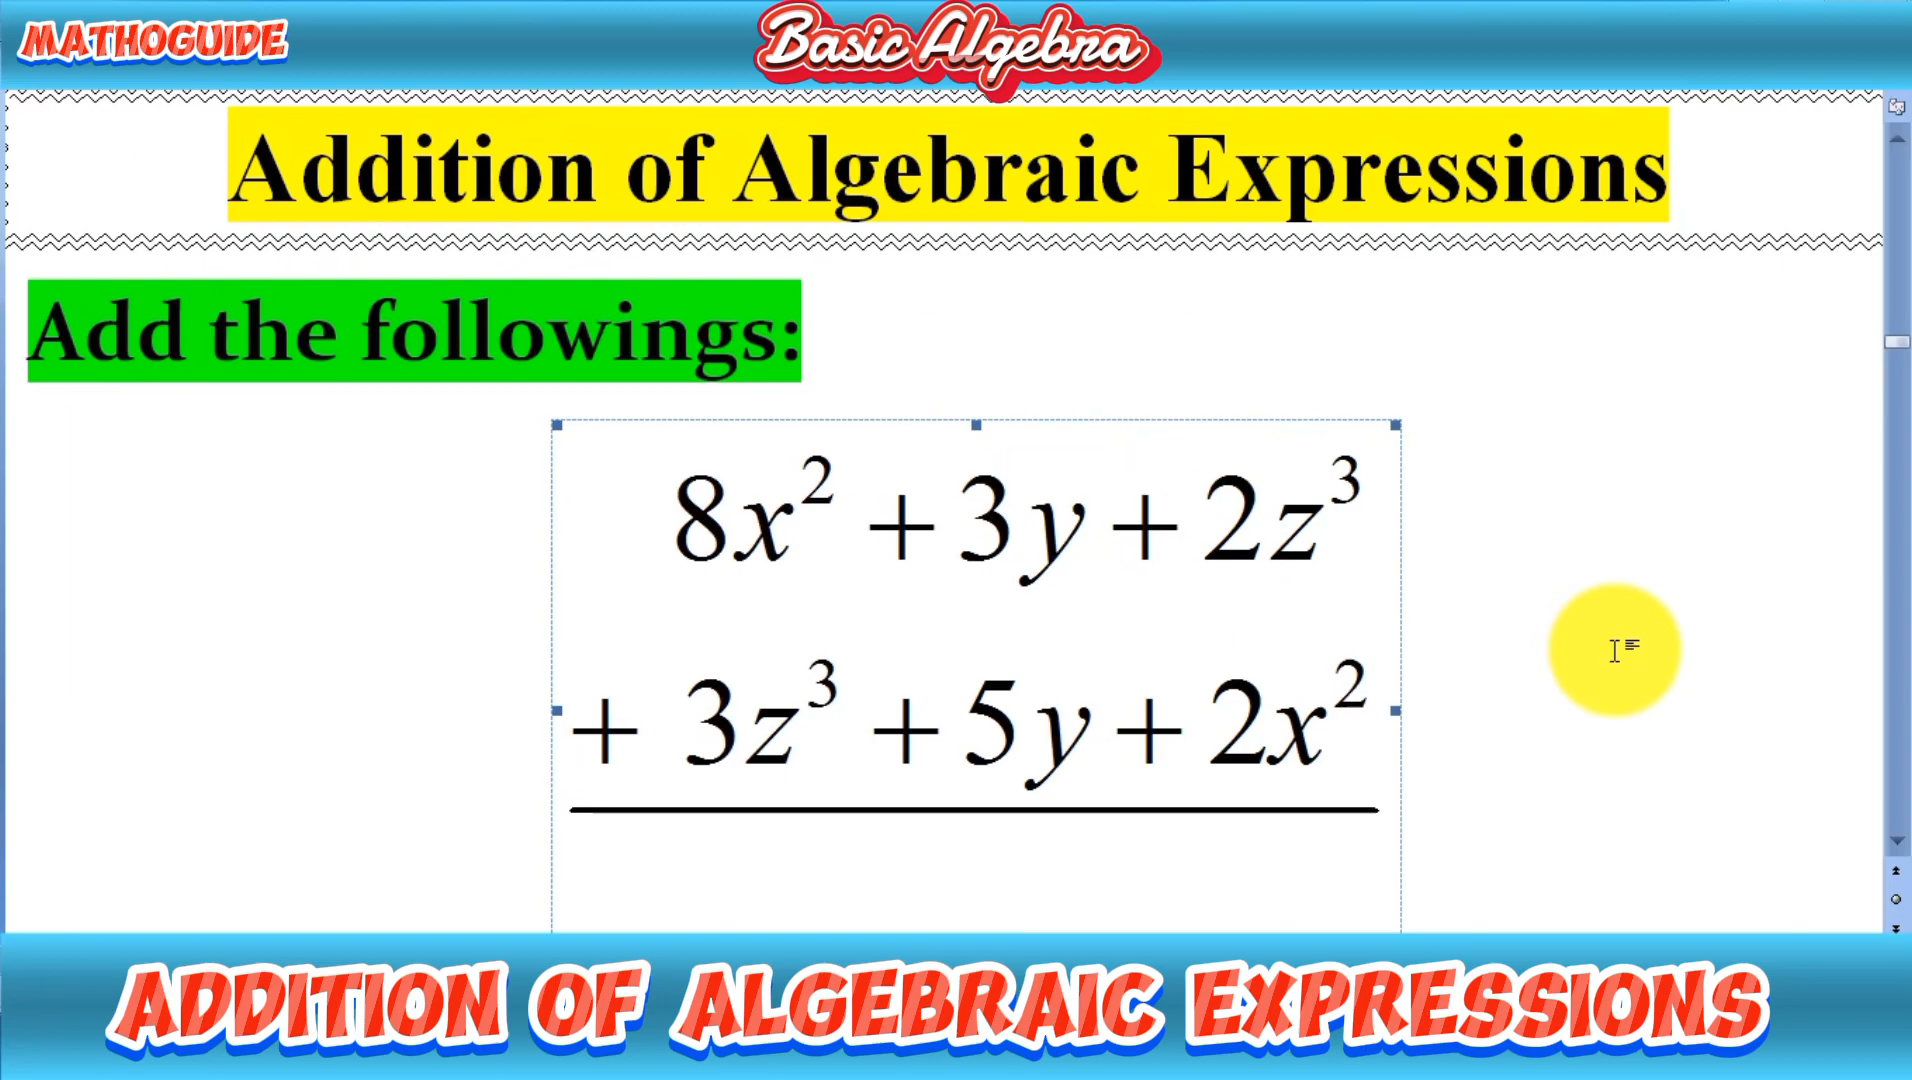 MATHOGUIDE
Basic Algebra
Addition of Algebraic Expressions
Add the followings:
8x² + 3y + 2z³
+ 3z³ + 5y + 2x²
ADDITION OF ALGEBRAIC EXPRESSIONS